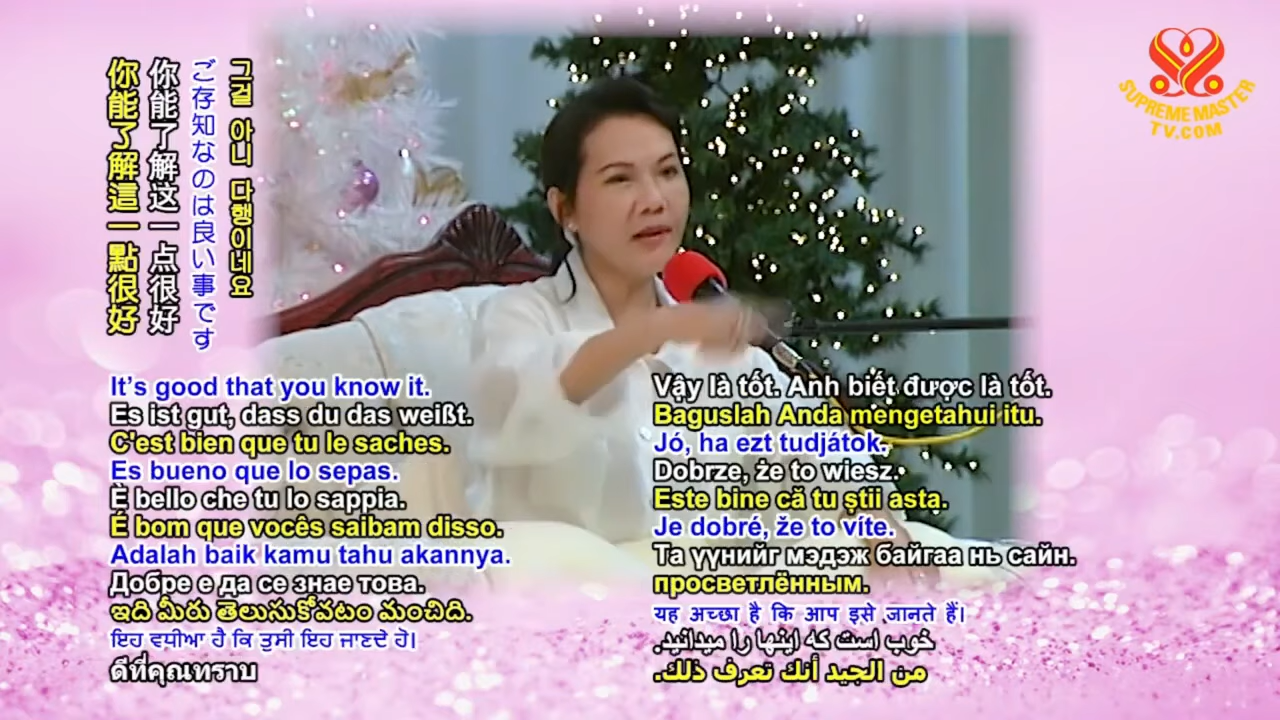 그걸 아니 다행이네요
ご存知なのは良い事です
你能了解这一点很好
你能了解這一點很好
SUPREME MASTER
TV.COM
It's good that you know it.
Es ist gut, dass du das weißt.
C'est bien que tu le saches.
Es bueno que lo sepas.
È bello che tu lo sappia.
É bom que vocês saibam disso.
Adalah baik kamu tahu akannya.
Добре е да се знае това.
ఇది మీరు తెలుసుకోవటం మంచిది.
ਇਹ ਵਧੀਆ ਹੈ ਕਿ ਤੁਸੀ ਇਹ ਜਾਣਦੇ ਹੋ।
ดีที่คุณทราบ
Vậy là tốt. Anh biết được là tốt.
Baguslah Anda mengetahui itu.
Jó, ha ezt tudjátok.
Dobrze, że to wiesz.
Este bine că tu știi asta.
Je dobré, že to víte.
Та үүнийг мэдэж байгаа нь сайн.
просветлённым.
यह अच्छा है कि आप इसे जानते हैं।
خوب است که اینها را میدانید.
من الجيد أنك تعرف ذلك.